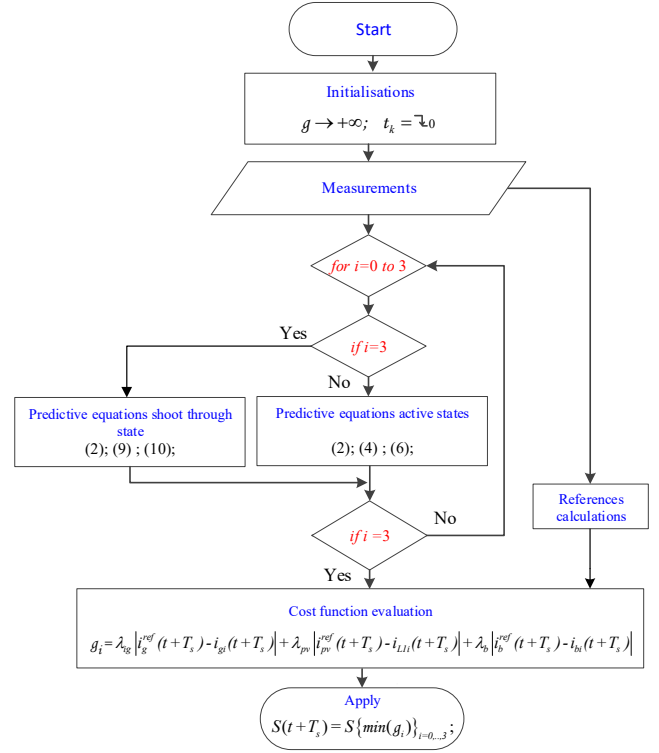 Start
Initialisations
g → +∞; t_k = ↴0
Measurements
for i=0 to 3
Yes
if i=3
No
Predictive equations shoot through
state
(2); (9) ; (10);
Predictive equations active states
(2); (4) ; (6);
if i =3
No
Yes
References
calculations
Cost function evaluation
g_i = λ_ig |i_g^ref (t+T_s) - i_gi (t+T_s)| + λ_pv |i_pv^ref (t+T_s) - i_L1i (t+T_s)| + λ_b |i_b^ref (t+T_s) - i_bi (t+T_s)|
Apply
S(t+T_s) = S{min(g_i)}_i=0,..,3 ;